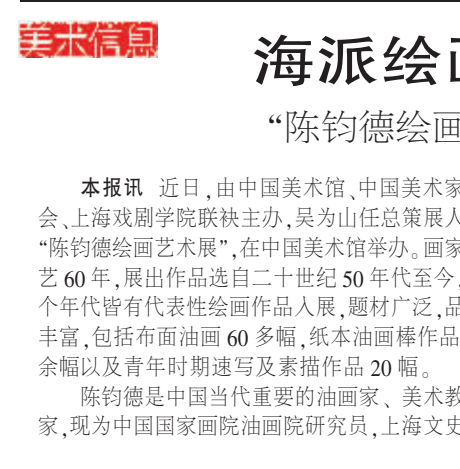 美术信息
海派绘
“陈钧德绘画
本报讯 近日,由中国美术馆、中国美术家
会、上海戏剧学院联袂主办,吴为山任总策展人
“陈钧德绘画艺术展”,在中国美术馆举办。画家
艺 60 年,展出作品选自二十世纪 50 年代至今,
个年代皆有代表性绘画作品入展,题材广泛,品
丰富,包括布面油画 60 多幅,纸本油画棒作品
余幅以及青年时期速写及素描作品 20 幅。
陈钧德是中国当代重要的油画家、美术教
家,现为中国国家画院油画院研究员,上海文史